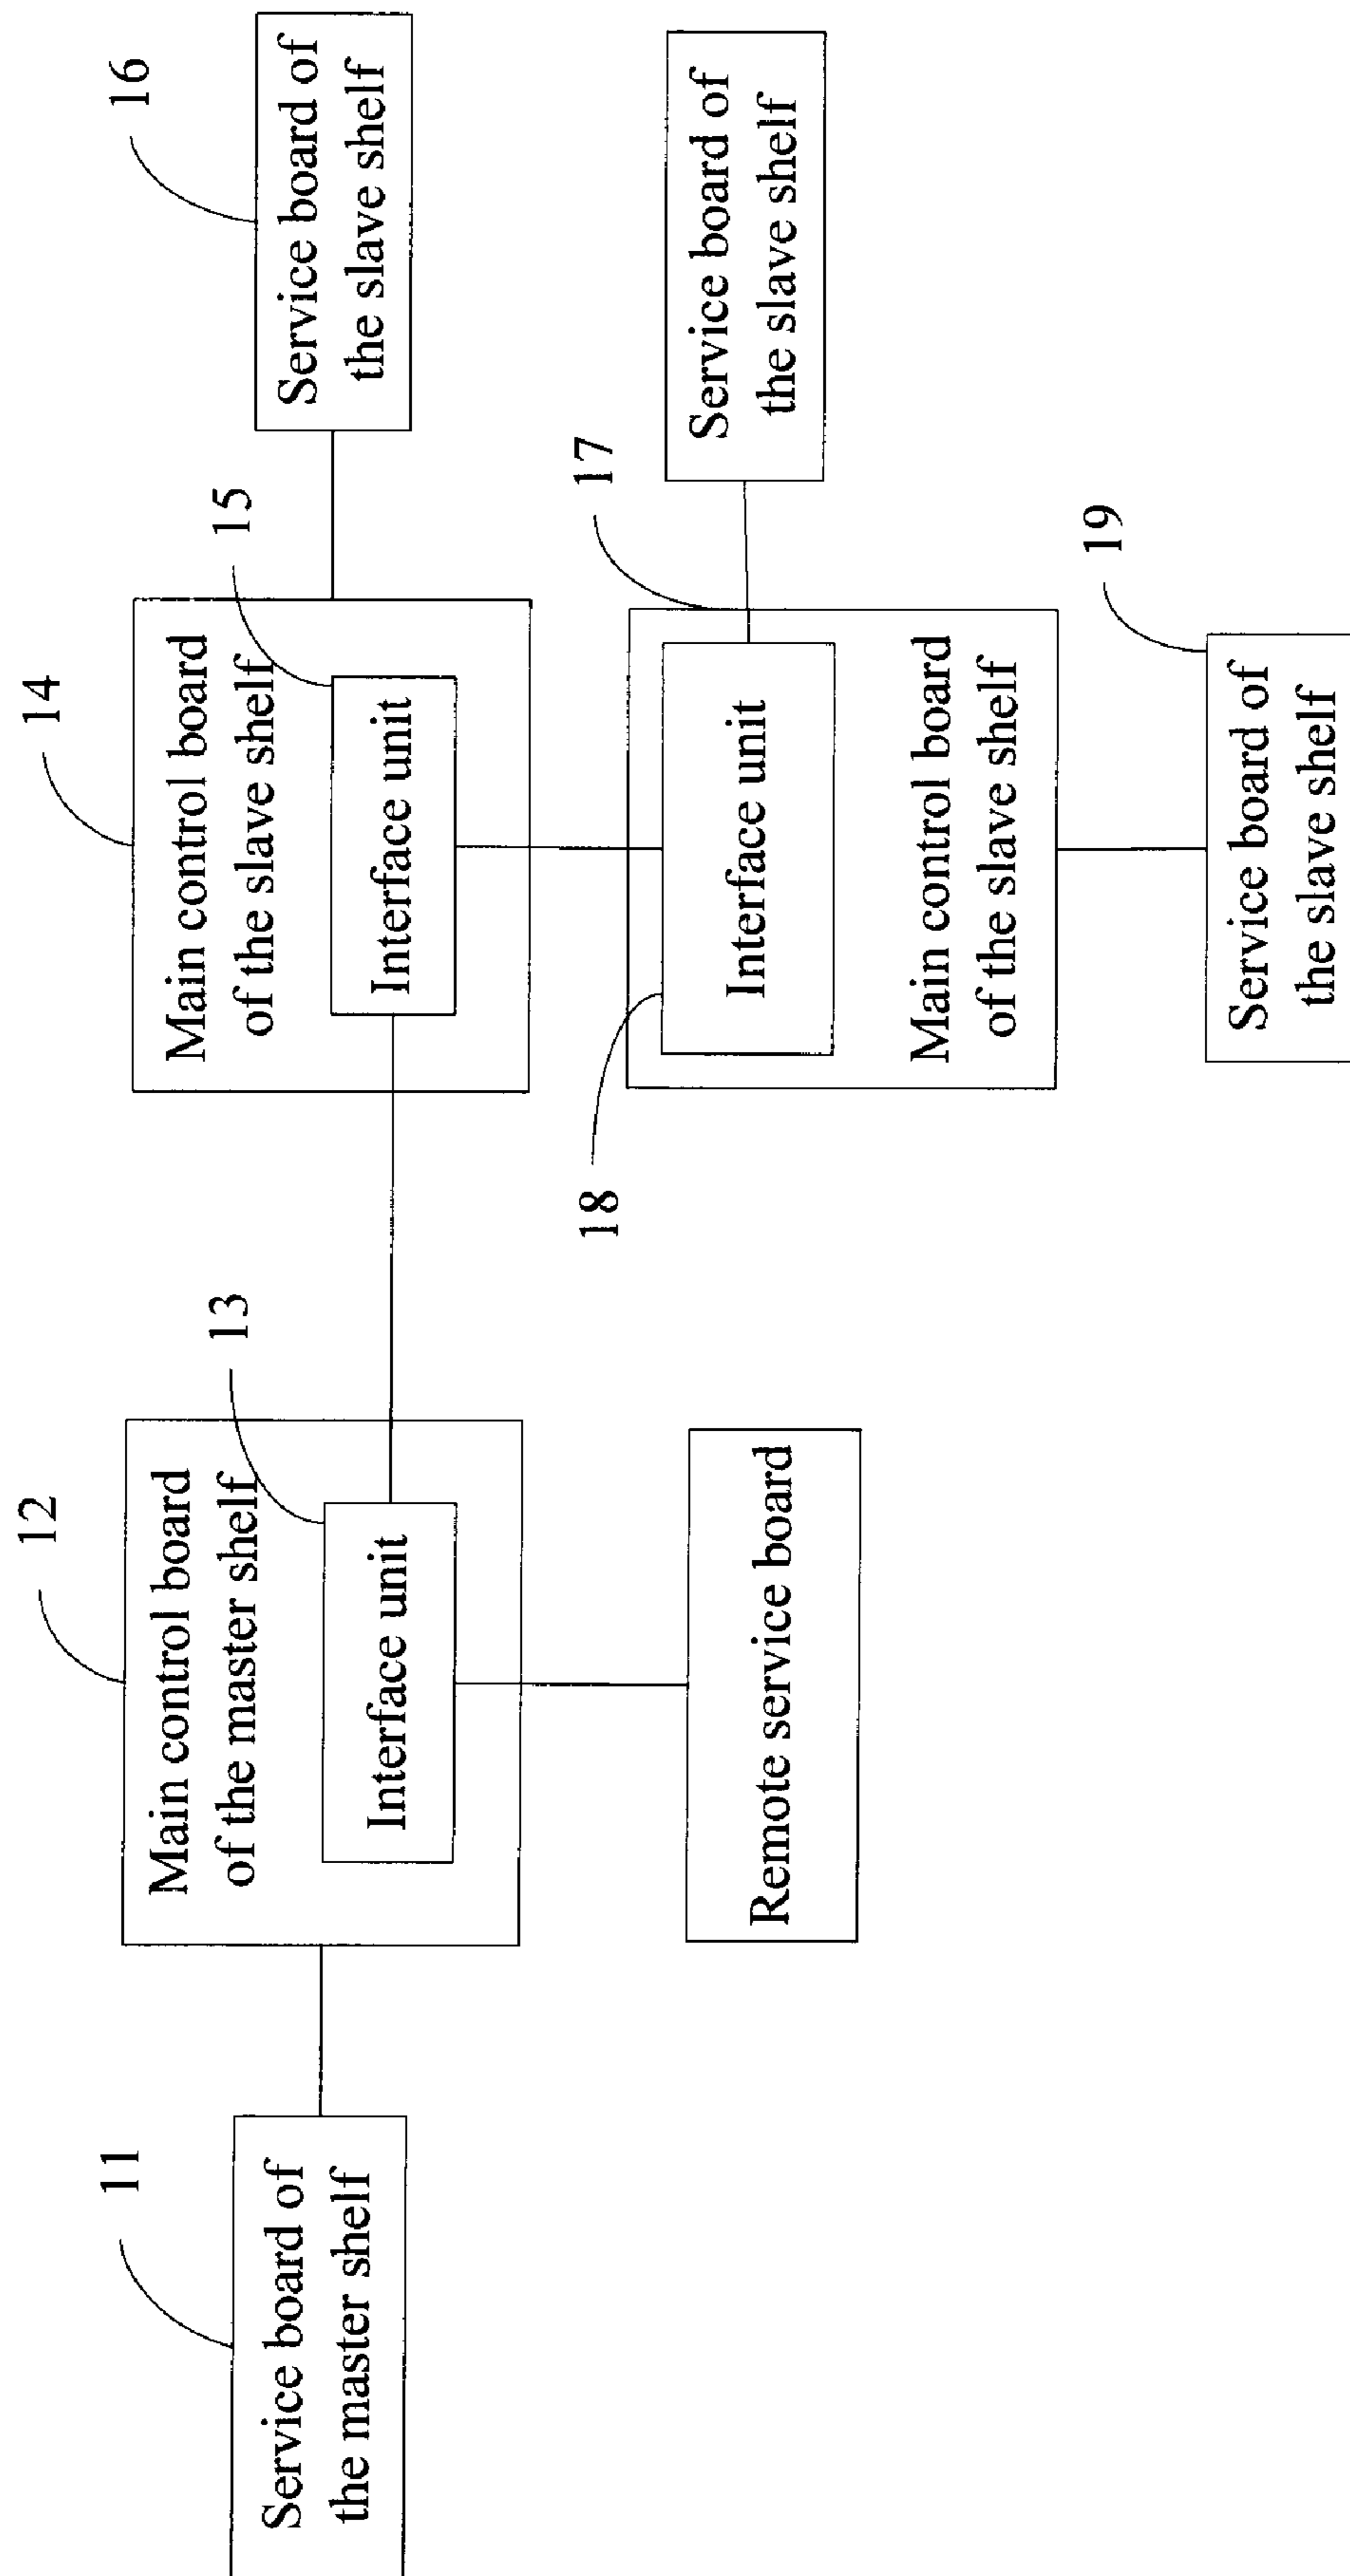 11
Service board of
the master shelf
12
Main control board
of the master shelf
13
Interface unit
Remote service board
14
Main control board
of the slave shelf
15
Interface unit
16
Service board of
the slave shelf
17
18
Interface unit
Main control board
of the slave shelf
Service board of
the slave shelf
19
Service board of
the slave shelf